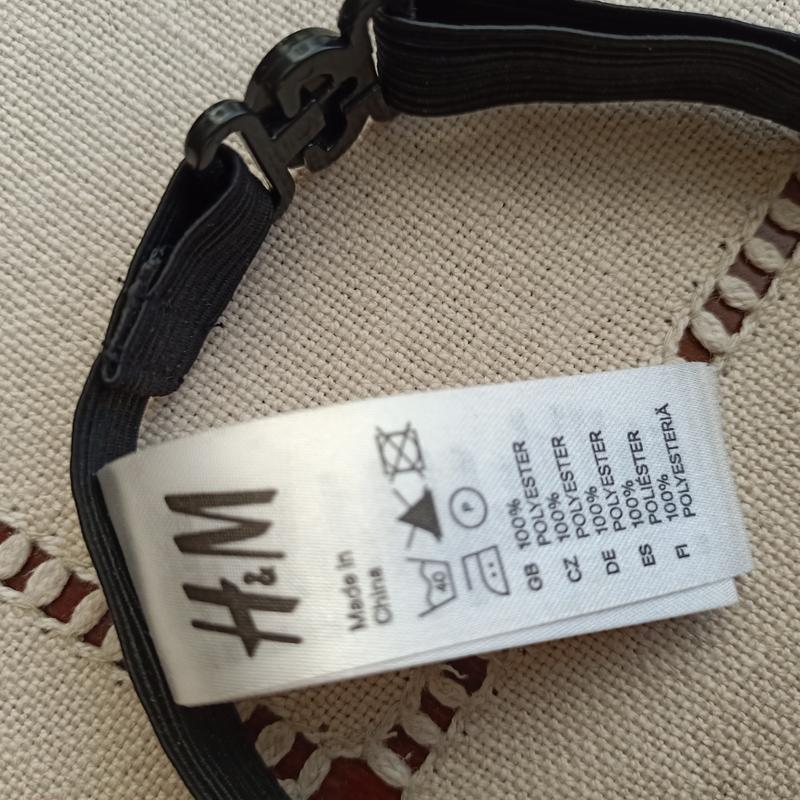 H&M
Made in
China
40
P
GB 100%
POLYESTER
CZ 100%
POLYESTER
DE 100%
POLYESTER
ES 100%
POLIÉSTER
FI 100%
POLYESTERIÄ